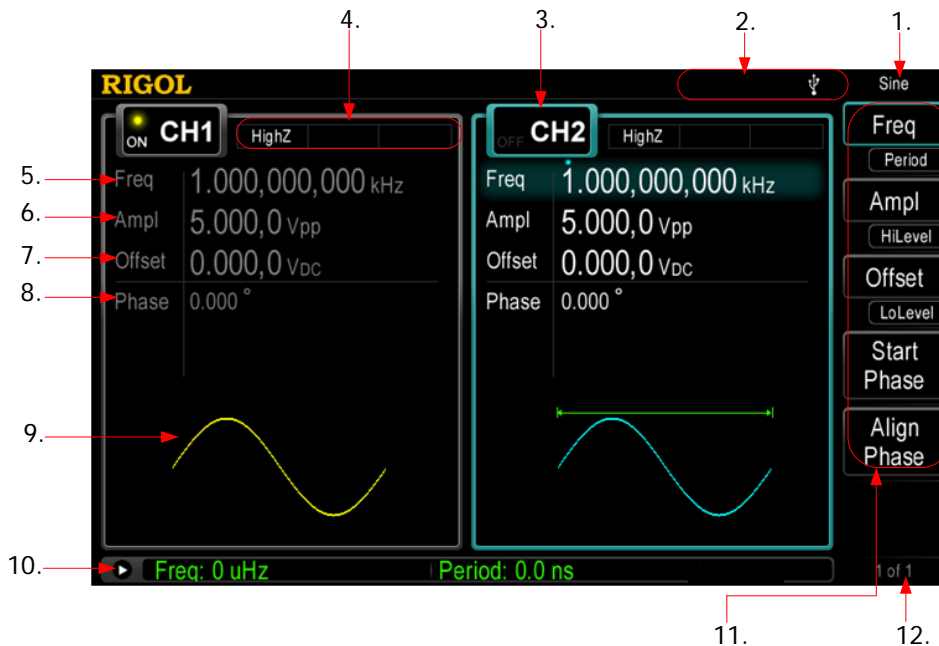 4.
3.
2.
1.
RIGOL
Sine
ON CH1
HighZ
OFF CH2
HighZ
Freq
Period
5.
Freq 1.000,000,000 kHz
Freq 1.000,000,000 kHz
Ampl
HiLevel
6.
Ampl 5.000,0 Vpp
Ampl 5.000,0 Vpp
7.
Offset 0.000,0 VDC
Offset 0.000,0 VDC
Offset
LoLevel
8.
Phase 0.000 °
Phase 0.000 °
Start
Phase
Align
Phase
9.
10.
Freq: 0 uHz
Period: 0.0 ns
1 of 1
11.
12.